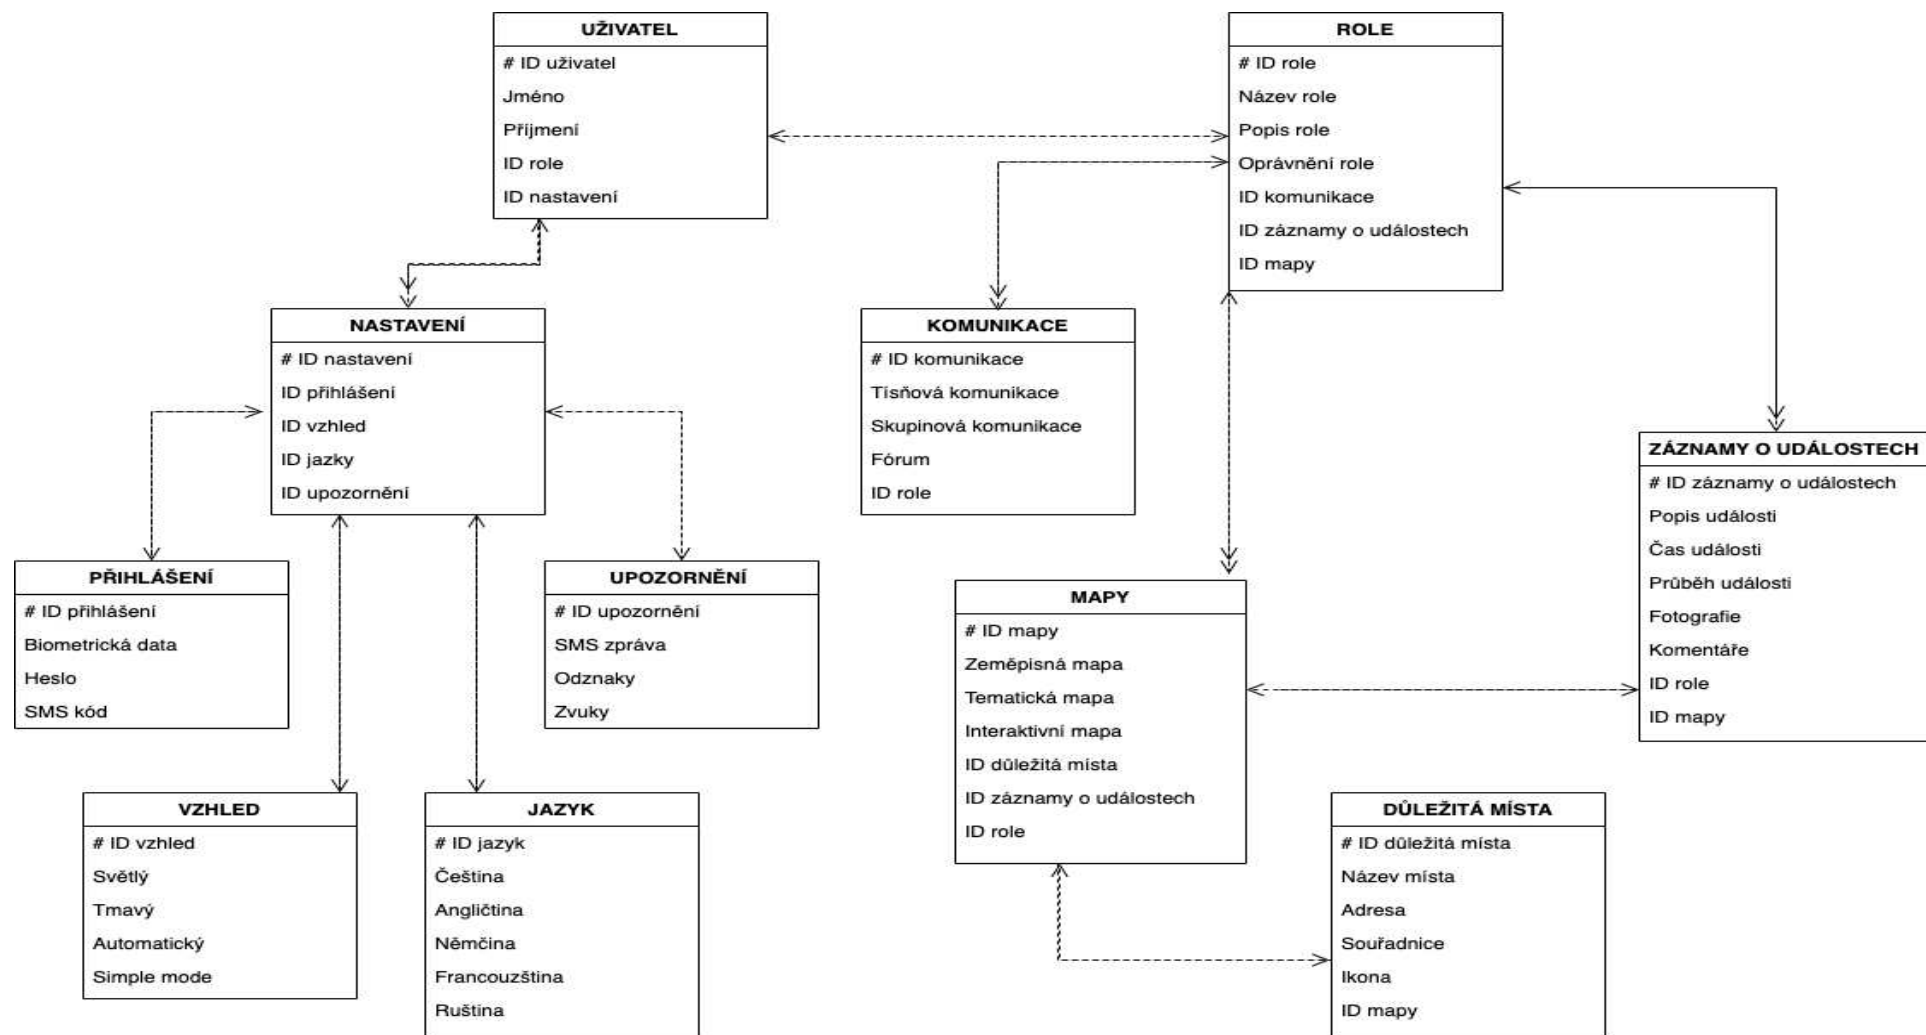 UŽIVATEL
# ID uživatel
Jméno
Příjmení
ID role
ID nastavení
ROLE
# ID role
Název role
Popis role
Oprávnění role
ID komunikace
ID záznamy o událostech
ID mapy
NASTAVENÍ
# ID nastavení
ID přihlášení
ID vzhled
ID jazky
ID upozornění
KOMUNIKACE
# ID komunikace
Tísňová komunikace
Skupinová komunikace
Fórum
ID role
ZÁZNAMY O UDÁLOSTECH
# ID záznamy o událostech
Popis události
Čas události
Průběh události
Fotografie
Komentáře
ID role
ID mapy
PŘIHLÁŠENÍ
# ID přihlášení
Biometrická data
Heslo
SMS kód
UPOZORNĚNÍ
# ID upozornění
SMS zpráva
Odznaky
Zvuky
MAPY
# ID mapy
Zeměpisná mapa
Tematická mapa
Interaktivní mapa
ID důležitá místa
ID záznamy o událostech
ID role
VZHLED
# ID vzhled
Světlý
Tmavý
Automatický
Simple mode
JAZYK
# ID jazyk
Čeština
Angličtina
Němčina
Francouzština
Ruština
DŮLEŽITÁ MÍSTA
# ID důležitá místa
Název místa
Adresa
Souřadnice
Ikona
ID mapy